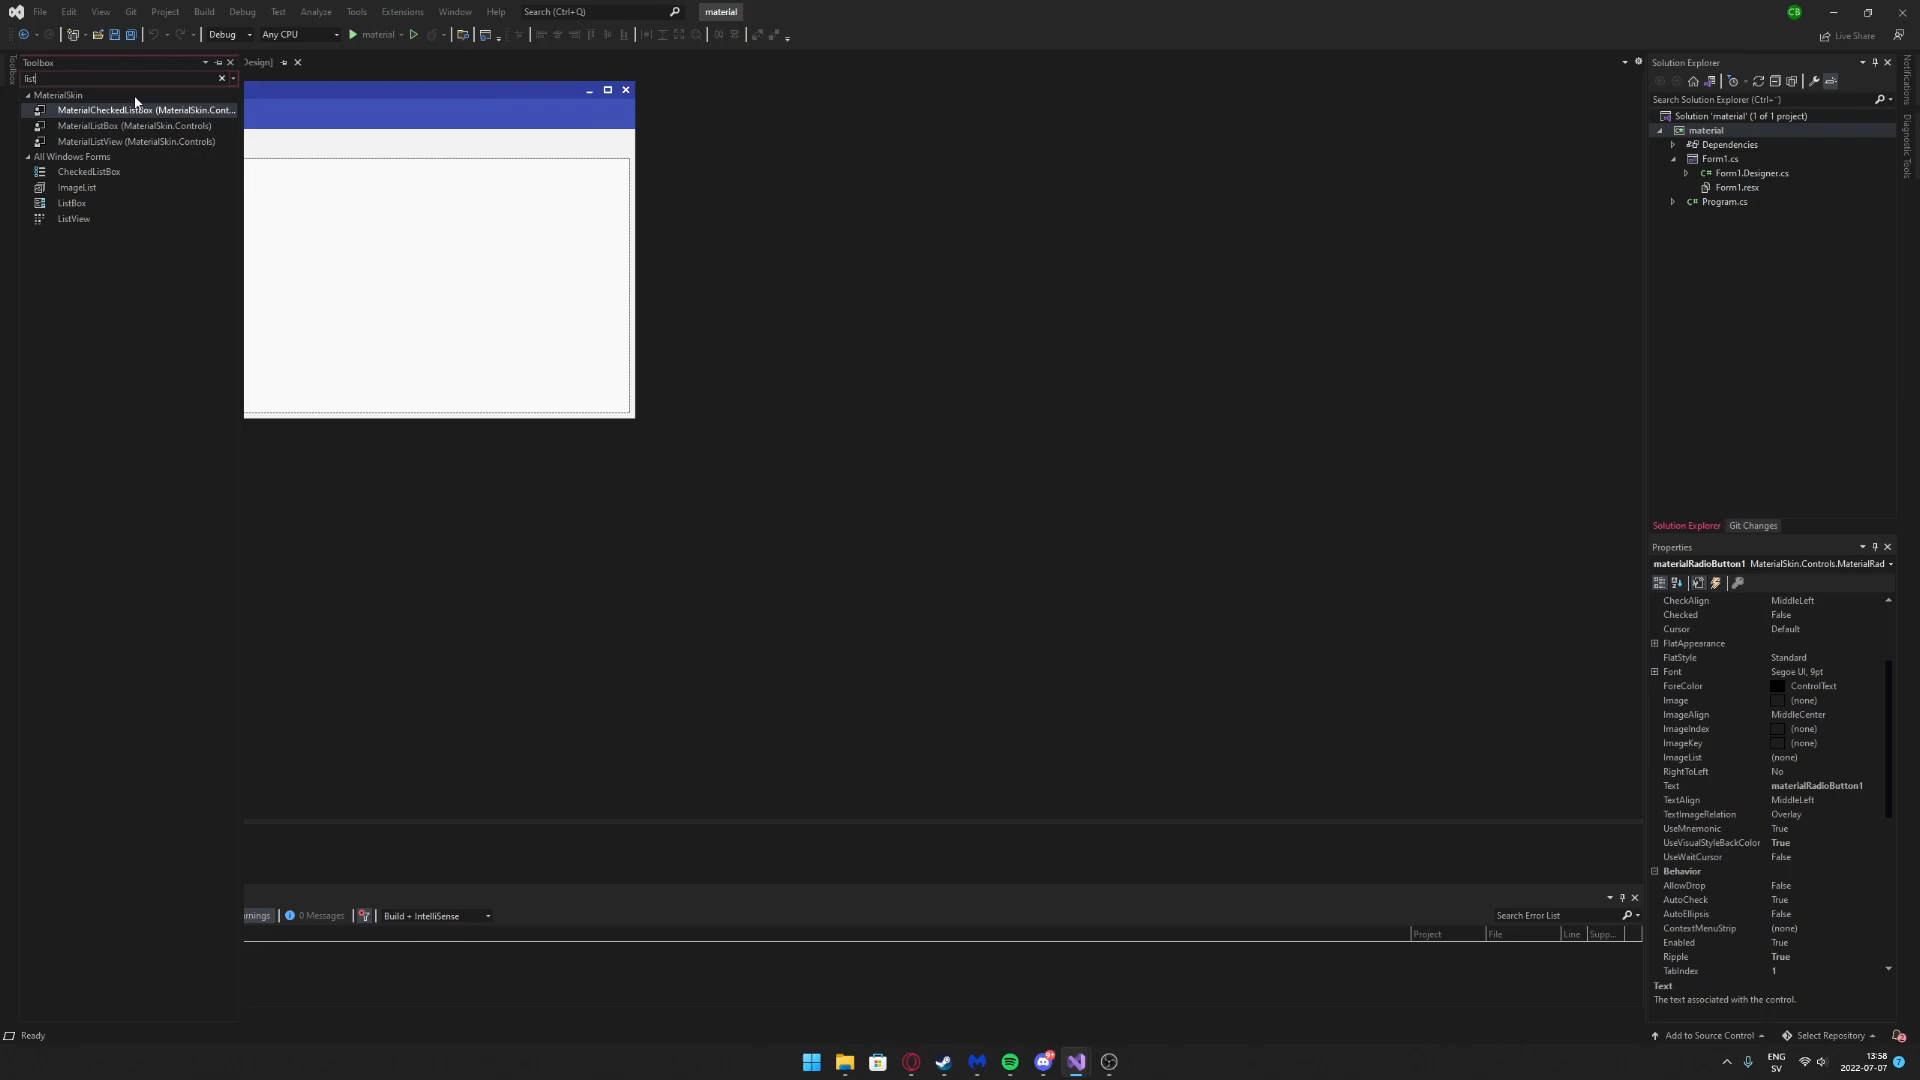 File Edit View Git Project Build Debug Test Analyze Tools Extensions Window Help Search (Ctrl+Q) material CB
Debug Any CPU material Live Share
Toolbox
list
MaterialSkin
MaterialCheckedListBox (MaterialSkin.Cont...
MaterialListBox (MaterialSkin.Controls)
MaterialListView (MaterialSkin.Controls)
All Windows Forms
CheckedListBox
ImageList
ListBox
ListView
Toolbox
Design]
Solution Explorer
Search Solution Explorer (Ctrl+¨)
Solution 'material' (1 of 1 project)
material
Dependencies
Form1.cs
C# Form1.Designer.cs
Form1.resx
C# Program.cs
Notifications
Diagnostic Tools
Solution Explorer Git Changes
Properties
materialRadioButton1 MaterialSkin.Controls.MaterialRad
CheckAlign MiddleLeft
Checked False
Cursor Default
FlatAppearance
FlatStyle Standard
Font Segoe UI, 9pt
ForeColor ControlText
Image (none)
ImageAlign MiddleCenter
ImageIndex (none)
ImageKey (none)
ImageList (none)
RightToLeft No
Text materialRadioButton1
TextAlign MiddleLeft
TextImageRelation Overlay
UseMnemonic True
UseVisualStyleBackColor True
UseWaitCursor False
Behavior
AllowDrop False
AutoCheck True
AutoEllipsis False
ContextMenuStrip (none)
Enabled True
Ripple True
TabIndex 1
Text
The text associated with the control.
rnings 0 Messages Build + IntelliSense Search Error List
Project File Line Supp...
Ready
Add to Source Control Select Repository 2
ENG
SV
13:58
2022-07-07
7